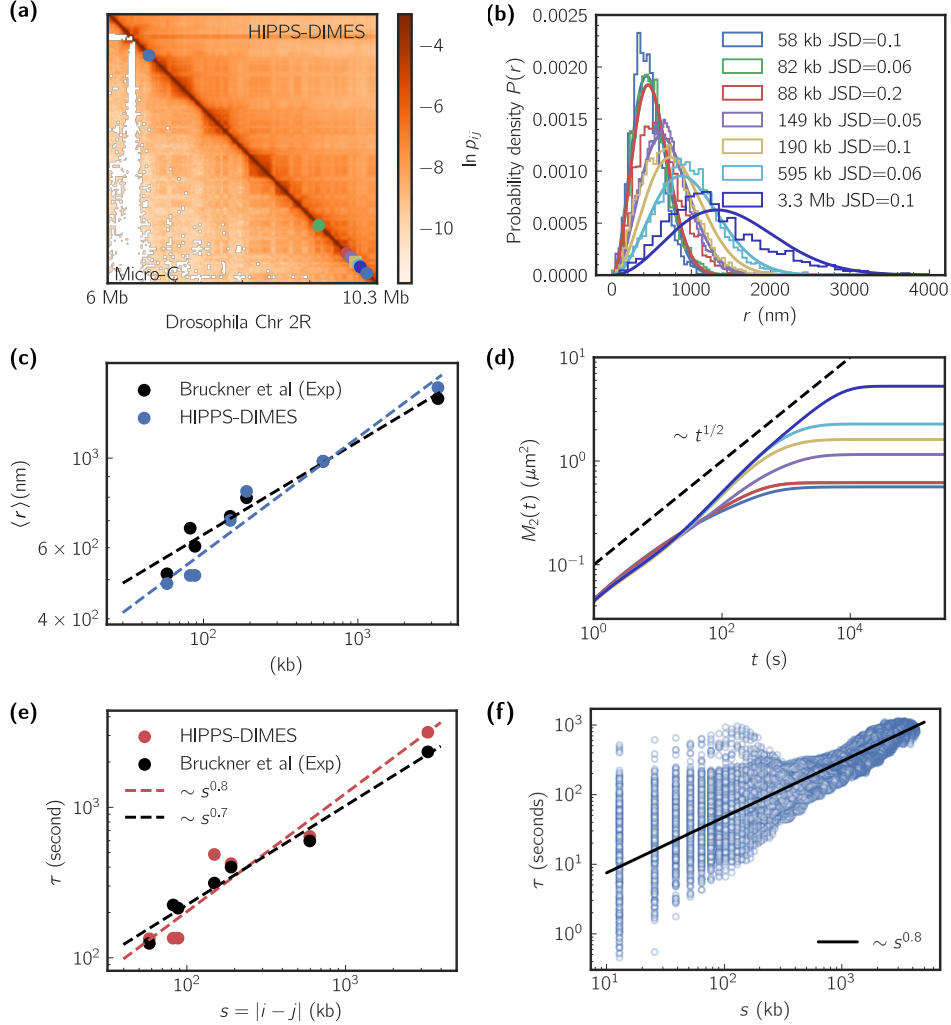 (a)
HIPPS-DIMES
Micro-C
6 Mb
10.3 Mb
Drosophila Chr 2R
−4
−6
−8
−10
ln p_{ij}
(b)
0.0025
0.0020
0.0015
0.0010
0.0005
0.0000
Probability density P(r)
58 kb JSD=0.1
82 kb JSD=0.06
88 kb JSD=0.2
149 kb JSD=0.05
190 kb JSD=0.1
595 kb JSD=0.06
3.3 Mb JSD=0.1
0 1000 2000 3000 4000
r (nm)
(c)
Bruckner et al (Exp)
HIPPS-DIMES
10^3
6 × 10^2
4 × 10^2
⟨r⟩(nm)
10^2 10^3
(kb)
(d)
10^1
10^0
10^{-1}
M_2(t) (μm^2)
∼ t^{1/2}
10^0 10^2 10^4
t (s)
(e)
HIPPS-DIMES
Bruckner et al (Exp)
∼ s^{0.8}
∼ s^{0.7}
10^3
10^2
τ (second)
10^2 10^3
s = |i − j| (kb)
(f)
10^3
10^2
10^1
10^0
τ (seconds)
∼ s^{0.8}
10^1 10^2 10^3
s (kb)